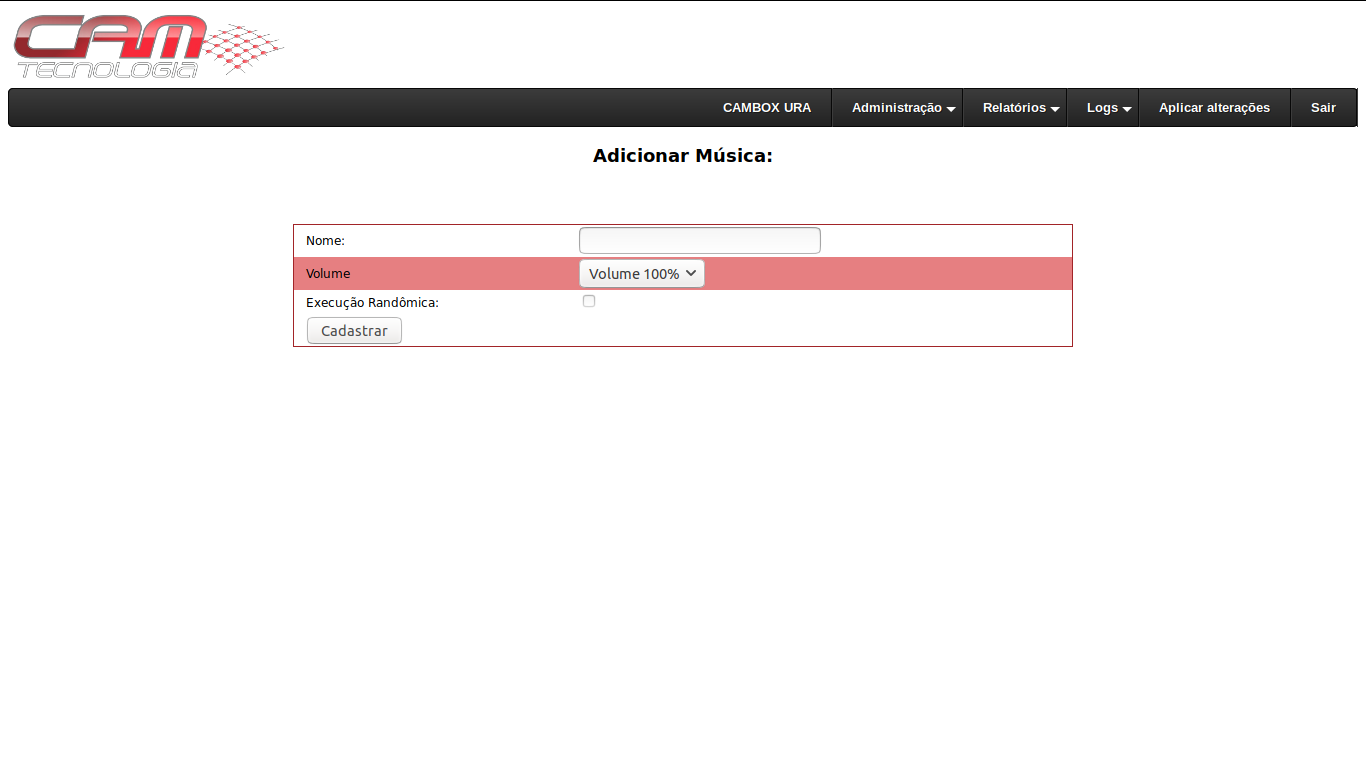 CAM
TECNOLOGIA
CAMBOX URA Administração Relatórios Logs Aplicar alterações Sair
Adicionar Música:
Nome:
Volume Volume 100%
Execução Randômica:
Cadastrar